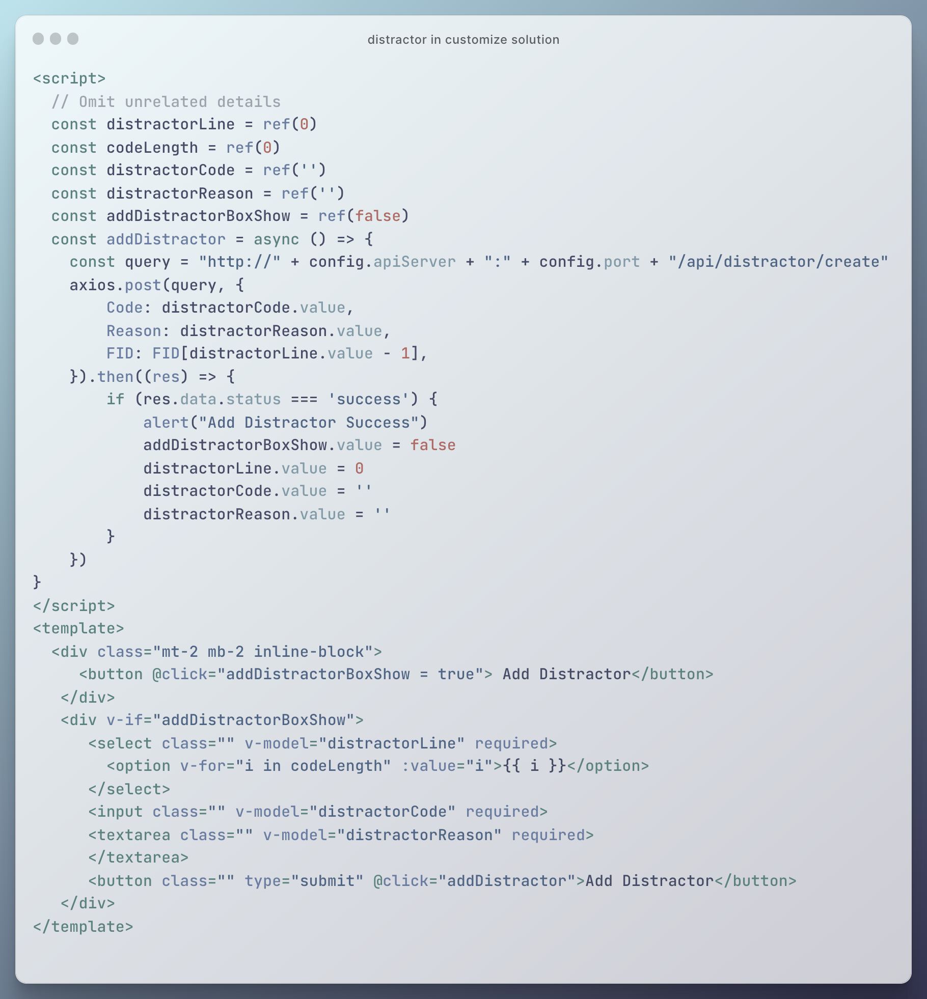 distractor in customize solution
<script>
  // Omit unrelated details
  const distractorLine = ref(0)
  const codeLength = ref(0)
  const distractorCode = ref('')
  const distractorReason = ref('')
  const addDistractorBoxShow = ref(false)
  const addDistractor = async () => {
    const query = "http://" + config.apiServer + ":" + config.port + "/api/distractor/create"
    axios.post(query, {
        Code: distractorCode.value,
        Reason: distractorReason.value,
        FID: FID[distractorLine.value - 1],
    }).then((res) => {
        if (res.data.status === 'success') {
            alert("Add Distractor Success")
            addDistractorBoxShow.value = false
            distractorLine.value = 0
            distractorCode.value = ''
            distractorReason.value = ''
        }
    })
}
</script>
<template>
  <div class="mt-2 mb-2 inline-block">
     <button @click="addDistractorBoxShow = true"> Add Distractor</button>
   </div>
   <div v-if="addDistractorBoxShow">
      <select class="" v-model="distractorLine" required>
        <option v-for="i in codeLength" :value="i">{{ i }}</option>
      </select>
      <input class="" v-model="distractorCode" required>
      <textarea class="" v-model="distractorReason" required>
      </textarea>
      <button class="" type="submit" @click="addDistractor">Add Distractor</button>
   </div>
</template>